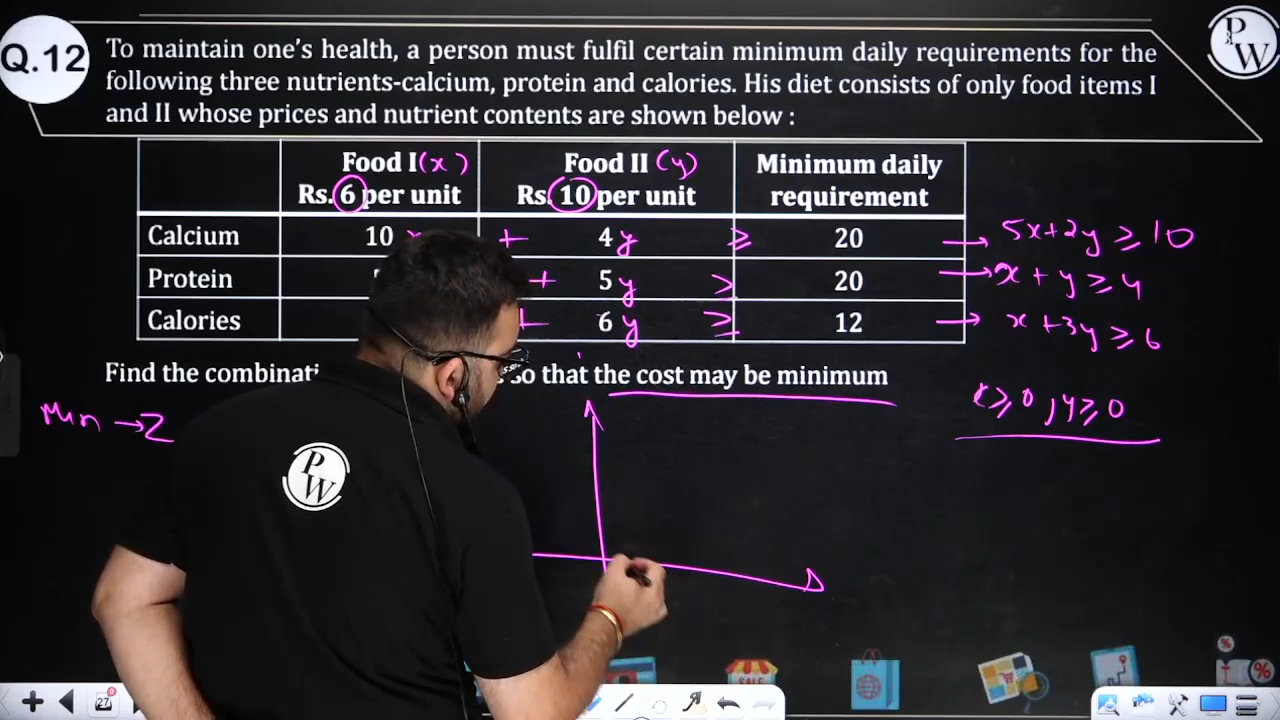 Q.12 To maintain one's health, a person must fulfil certain minimum daily requirements for the
following three nutrients-calcium, protein and calories. His diet consists of only food items I
and II whose prices and nutrient contents are shown below :
PW
Food I (x) Food II (y) Minimum daily
Rs. 6 per unit Rs. 10 per unit requirement
Calcium 10 + 4y ≥ 20 → 5x+2y ≥ 10
Protein + 5y ≥ 20 → x + y ≥ 4
Calories + 6y ≥ 12 → x + 3y ≥ 6
Find the so that the cost may be minimum
x ≥ 0, y ≥ 0
Min → Z
PW
SALE
27